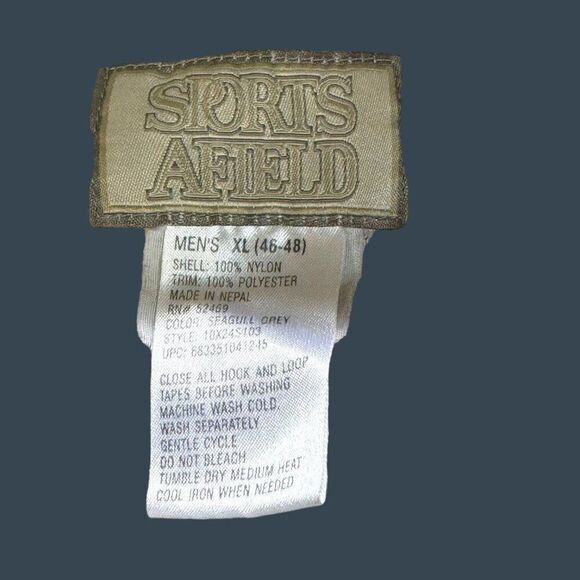 SPORTS
AFIELD
MEN'S XL (46-48)
SHELL: 100% NYLON
TRIM: 100% POLYESTER
MADE IN NEPAL
RN# 52469
COLOR: SEAGULL GREY
STYLE: 10X24S103
UPC: 683351041245
CLOSE ALL HOOK AND LOOP
TAPES BEFORE WASHING
MACHINE WASH COLD,
WASH SEPARATELY
GENTLE CYCLE
DO NOT BLEACH
TUMBLE DRY MEDIUM HEAT
COOL IRON WHEN NEEDED